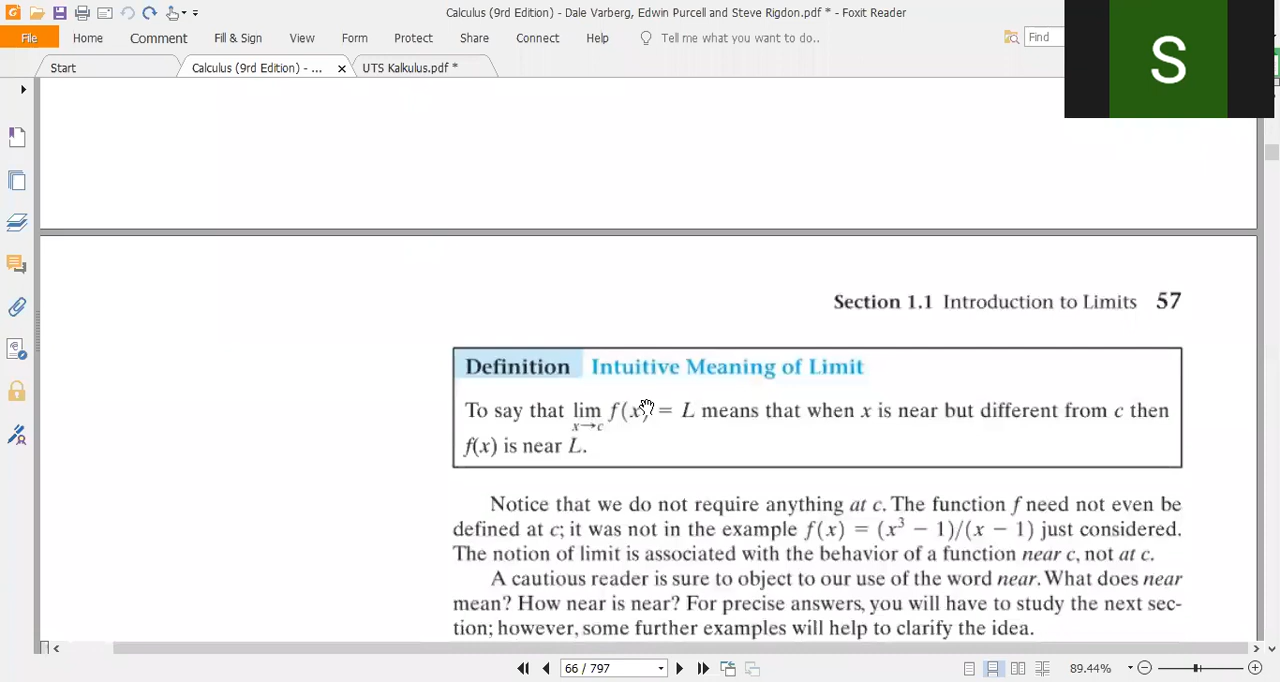 Calculus (9rd Edition) - Dale Varberg, Edwin Purcell and Steve Rigdon.pdf * - Foxit Reader
File Home Comment Fill & Sign View Form Protect Share Connect Help Tell me what you want to do.. Find
S
Start Calculus (9rd Edition) - ... UTS Kalkulus.pdf *
Section 1.1 Introduction to Limits 57
Definition Intuitive Meaning of Limit
To say that lim f(x) = L means that when x is near but different from c then
x→c
f(x) is near L.
Notice that we do not require anything at c. The function f need not even be
defined at c; it was not in the example f(x) = (x³ − 1)/(x − 1) just considered.
The notion of limit is associated with the behavior of a function near c, not at c.
A cautious reader is sure to object to our use of the word near. What does near
mean? How near is near? For precise answers, you will have to study the next sec-
tion; however, some further examples will help to clarify the idea.
66 / 797 89.44%